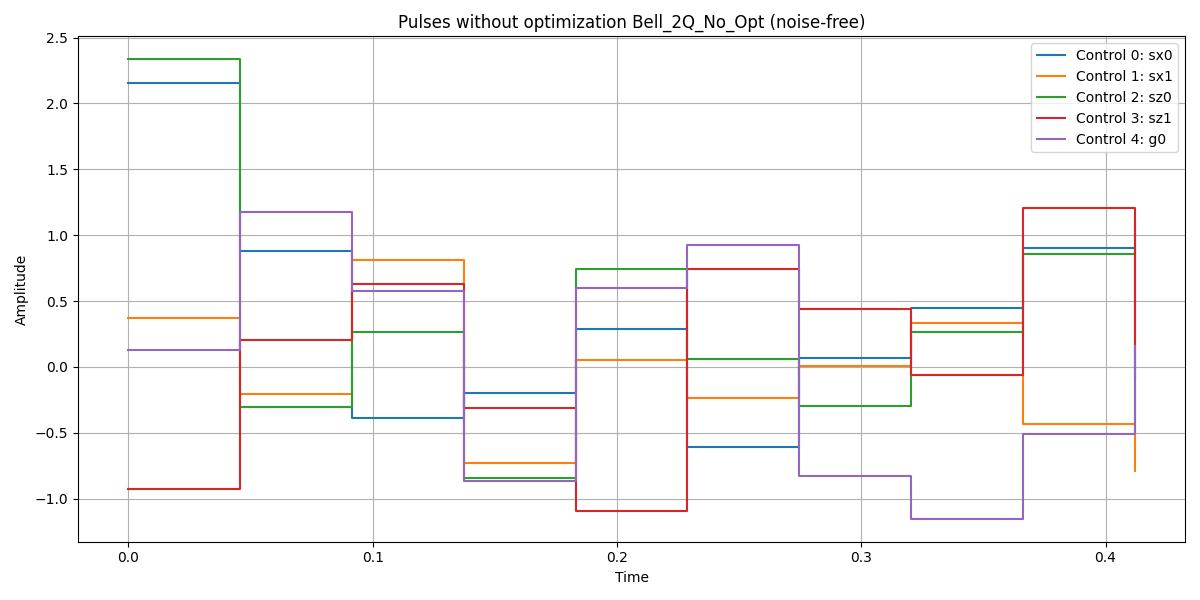 Pulses without optimization Bell_2Q_No_Opt (noise-free)
2.5
2.0
1.5
1.0
0.5
0.0
−0.5
−1.0
Amplitude
Control 0: sx0
Control 1: sx1
Control 2: sz0
Control 3: sz1
Control 4: g0
0.0
0.1
0.2
0.3
0.4
Time